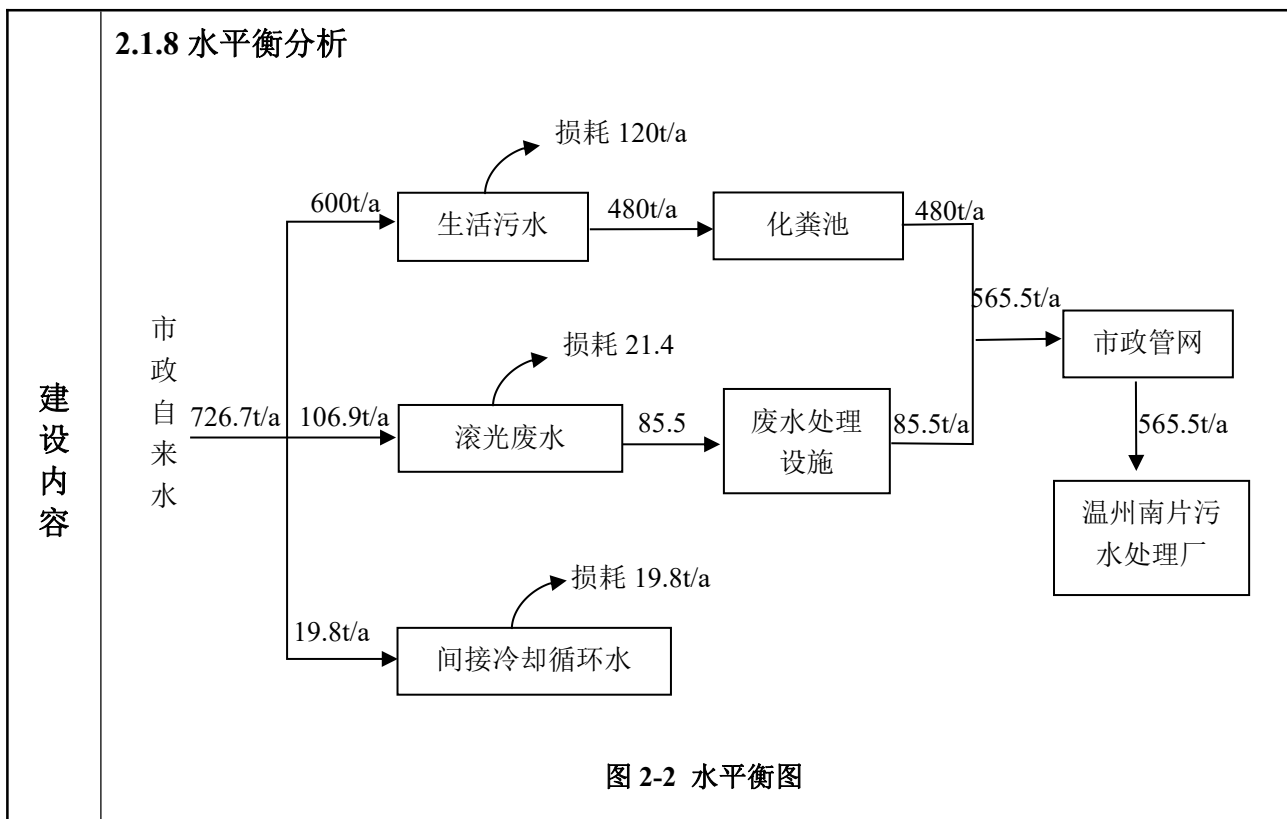 2.1.8 水平衡分析
损耗 120t/a
600t/a
生活污水
480t/a
化粪池
480t/a
565.5t/a
市政管网
565.5t/a
温州南片污
水处理厂
市
政
自
来
水
726.7t/a
106.9t/a
损耗 21.4
滚光废水
85.5
废水处理
设施
85.5t/a
19.8t/a
损耗 19.8t/a
间接冷却循环水
建
设
内
容
图 2-2 水平衡图